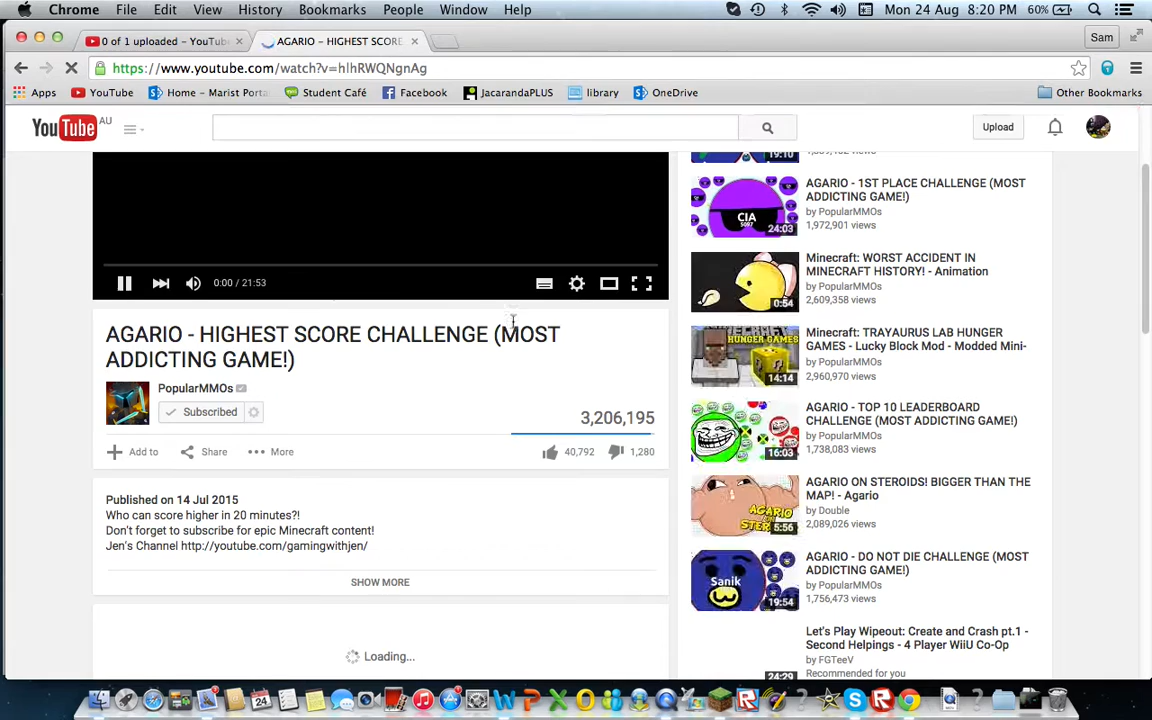 Chrome File Edit View History Bookmarks People Window Help Mon 24 Aug 8:20 PM 60%
0 of 1 uploaded - YouTub AGARIO - HIGHEST SCORE Sam
https://www.youtube.com/watch?v=hlhRWQNgnAg
Apps YouTube Home - Marist Porta Student Café Facebook JacarandaPLUS library OneDrive Other Bookmarks
YouTube AU Upload
19:10
AGARIO - 1ST PLACE CHALLENGE (MOST
ADDICTING GAME!)
by PopularMMOs
1,972,901 views
CIA
5097
24:03
Minecraft: WORST ACCIDENT IN
MINECRAFT HISTORY! - Animation
by PopularMMOs
2,609,358 views
0:54
0:00 / 21:53
AGARIO - HIGHEST SCORE CHALLENGE (MOST
ADDICTING GAME!)
PopularMMOs
Subscribed
3,206,195
Add to Share More 40,792 1,280
Published on 14 Jul 2015
Who can score higher in 20 minutes?!
Don't forget to subscribe for epic Minecraft content!
Jen's Channel http://youtube.com/gamingwithjen/
SHOW MORE
Loading...
Minecraft: TRAYAURUS LAB HUNGER
GAMES - Lucky Block Mod - Modded Mini-
by PopularMMOs
2,960,970 views
HUNGER GAMES
14:14
AGARIO - TOP 10 LEADERBOARD
CHALLENGE (MOST ADDICTING GAME!)
by PopularMMOs
1,738,083 views
16:03
AGARIO ON STEROIDS! BIGGER THAN THE
MAP! - Agario
by Double
2,089,026 views
AGARIO
ON STER
5:56
AGARIO - DO NOT DIE CHALLENGE (MOST
ADDICTING GAME!)
by PopularMMOs
1,756,473 views
Sanik
19:54
Let's Play Wipeout: Create and Crash pt.1 -
Second Helpings - 4 Player WiiU Co-Op
by FGTeeV
Recommended for you
24:29